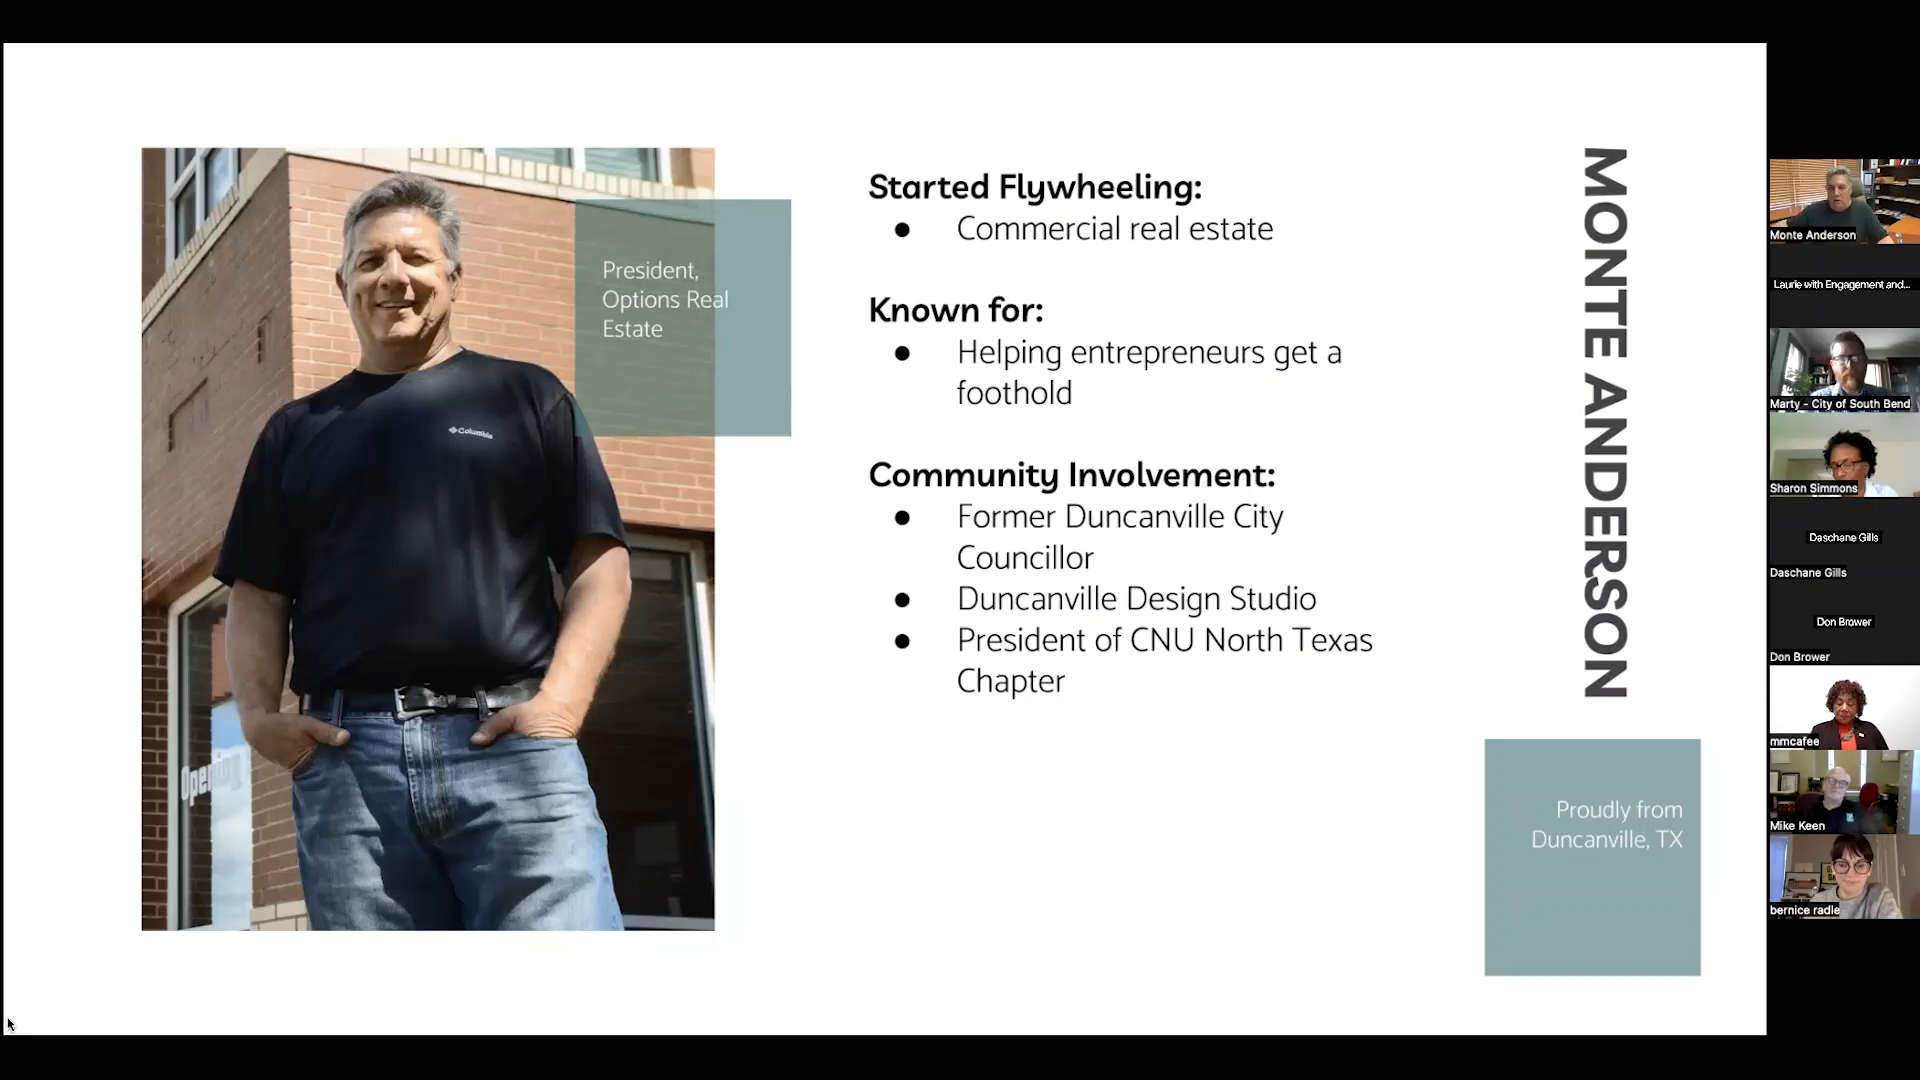 President,
Options Real
Estate
Columbia
Opening
Started Flywheeling:
● Commercial real estate
Known for:
● Helping entrepreneurs get a
foothold
Community Involvement:
● Former Duncanville City
Councillor
● Duncanville Design Studio
● President of CNU North Texas
Chapter
MONTE ANDERSON
Proudly from
Duncanville, TX
Monte Anderson
Laurie with Engagement and...
Marty - City of South Bend
Sharon Simmons
Daschane Gills
Daschane Gills
Don Brower
Don Brower
mmcafee
Mike Keen
bernice radle